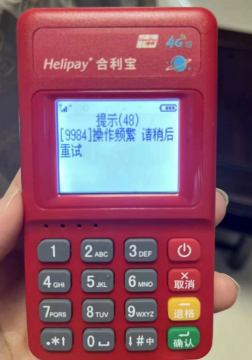 4G
Helipay 合利宝
提示(48)
[9984]操作频繁 请稍后
重试
1 2ABC 3DEF
4GHI 5JKL 6MNO 取消
7PQRS 8TUV 9WXYZ 退格
.*↑ 0 ↓#中 确认